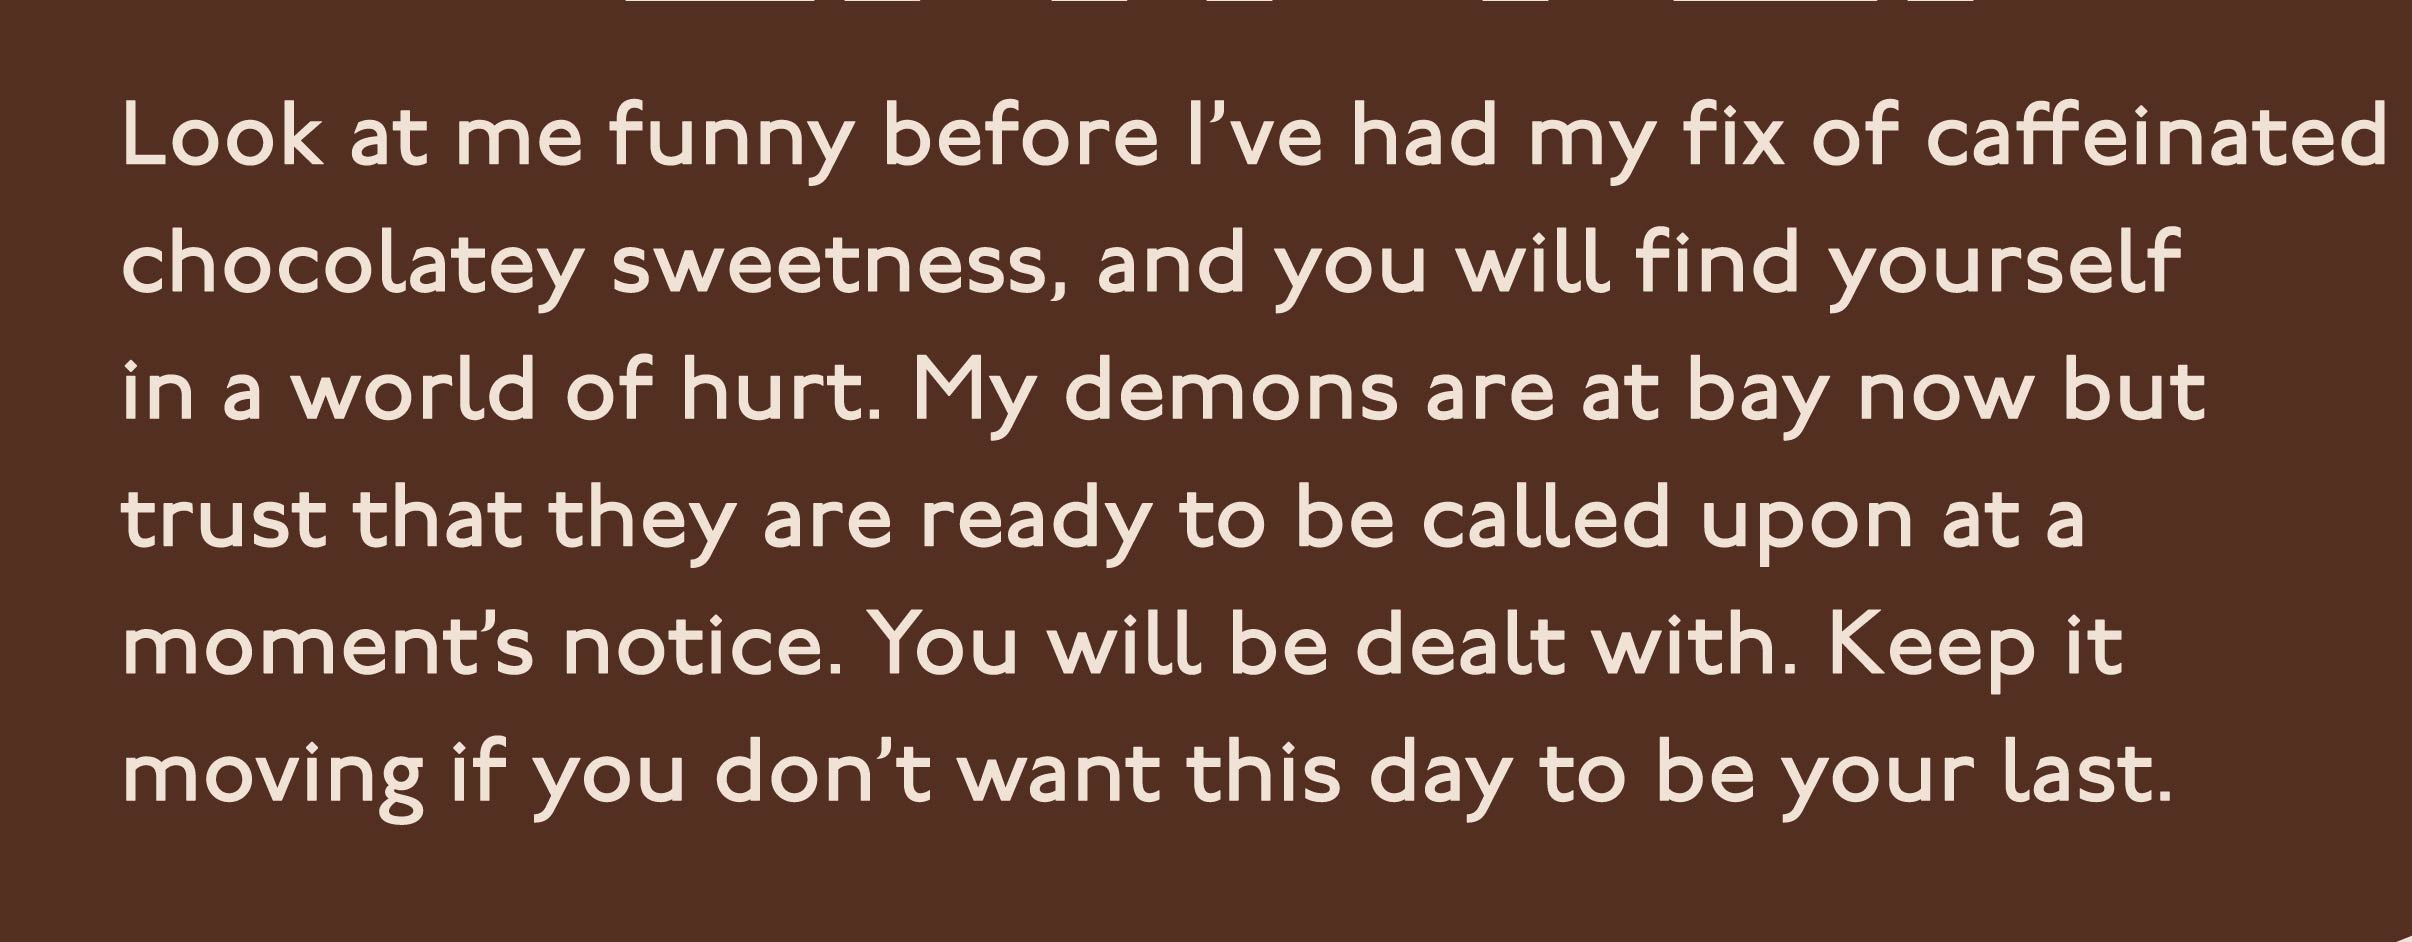 Look at me funny before I’ve had my fix of caffeinated
chocolatey sweetness, and you will find yourself
in a world of hurt. My demons are at bay now but
trust that they are ready to be called upon at a
moment’s notice. You will be dealt with. Keep it
moving if you don’t want this day to be your last.